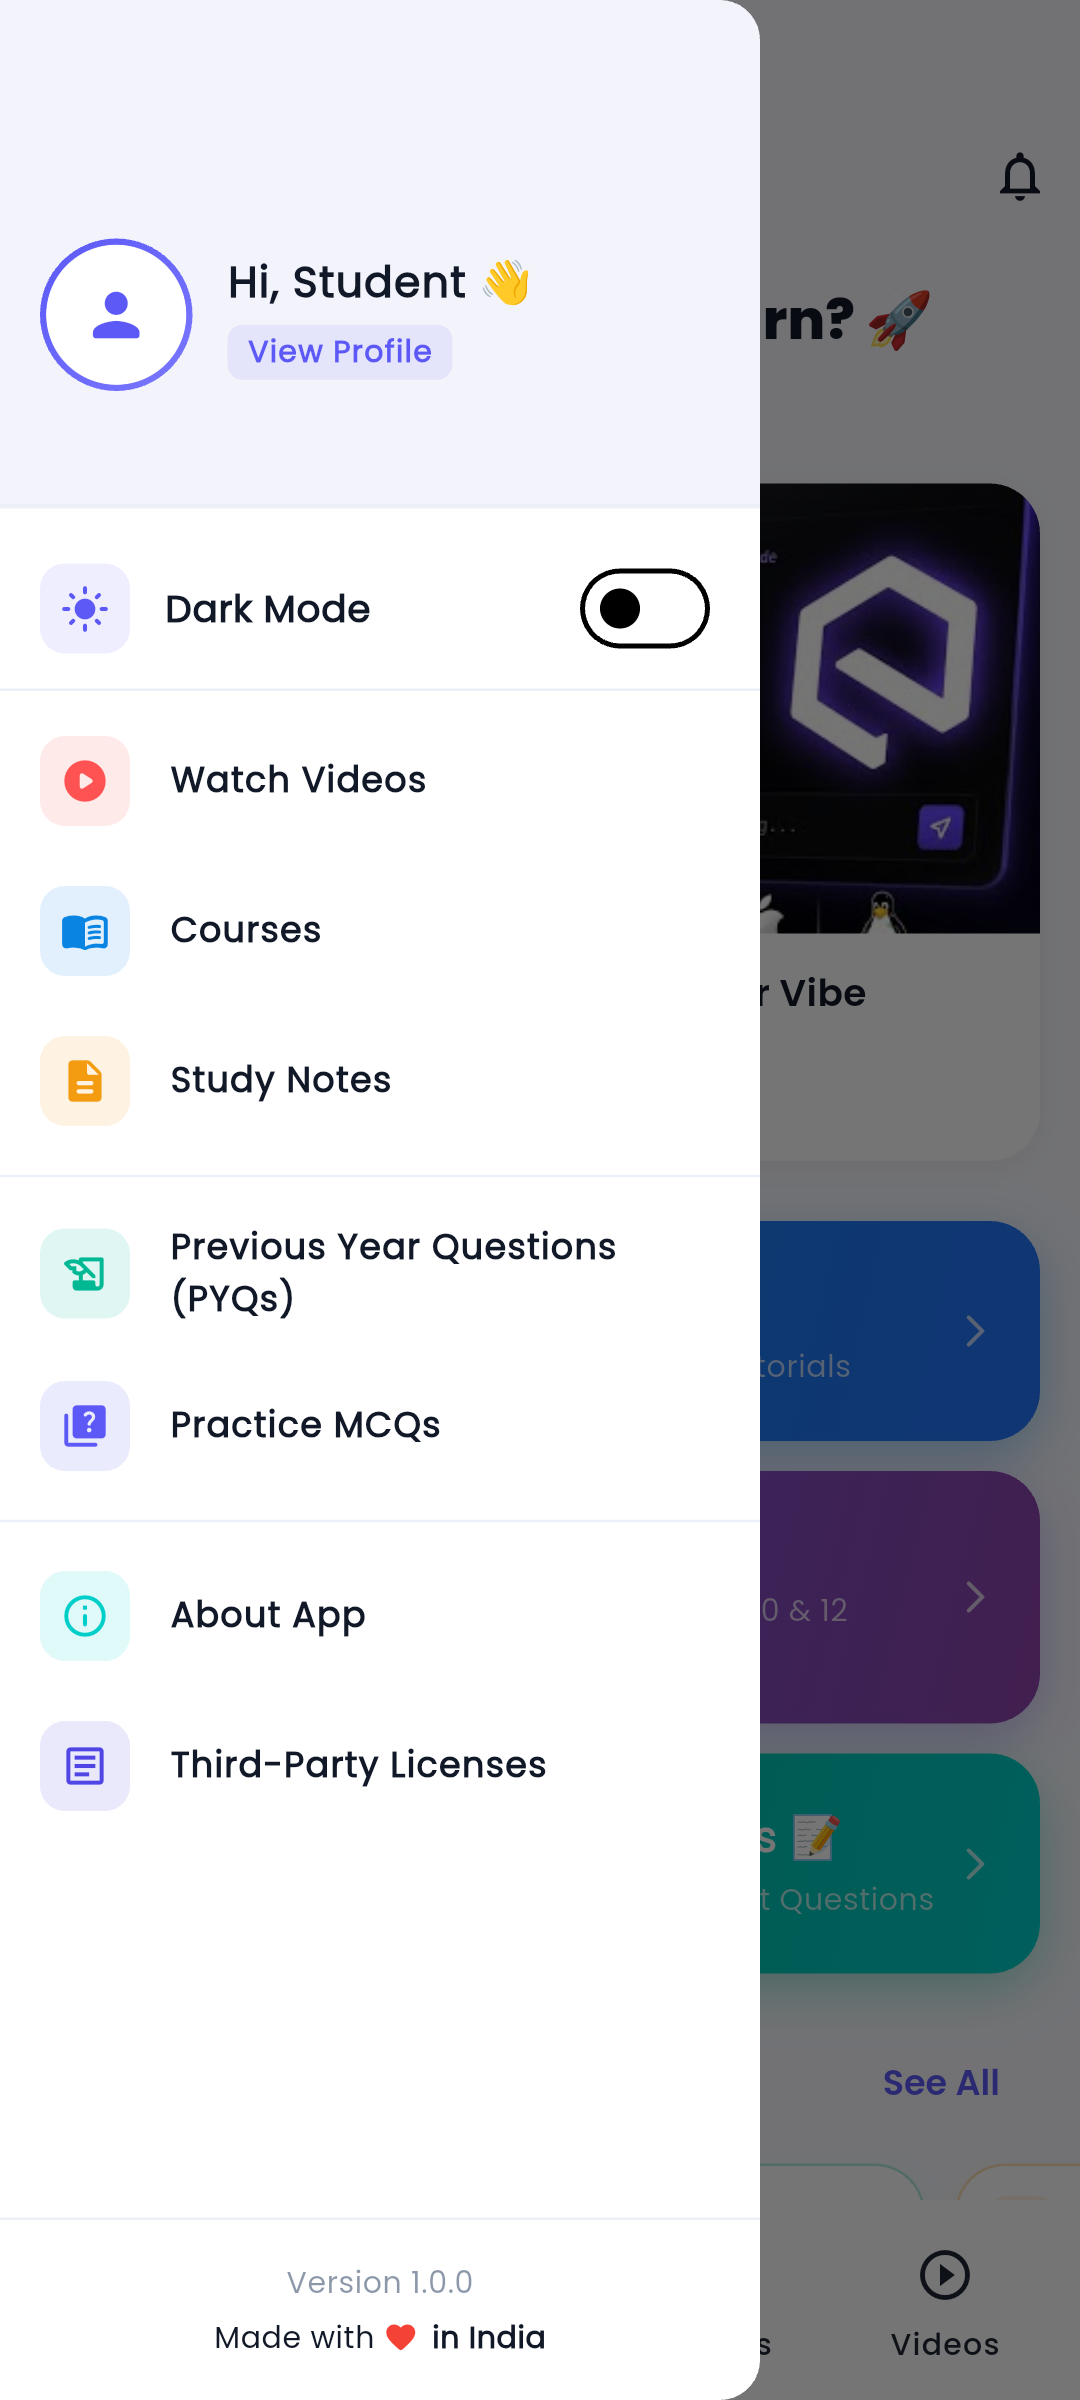 Hi, Student 👋
View Profile
rn? 🚀
Dark Mode
Watch Videos
Courses
r Vibe
Study Notes
Previous Year Questions
(PYQs)
torials
Practice MCQs
0 & 12
About App
Third-Party Licenses
s 📝
t Questions
See All
Version 1.0.0
Made with ❤️ in India
s
Videos